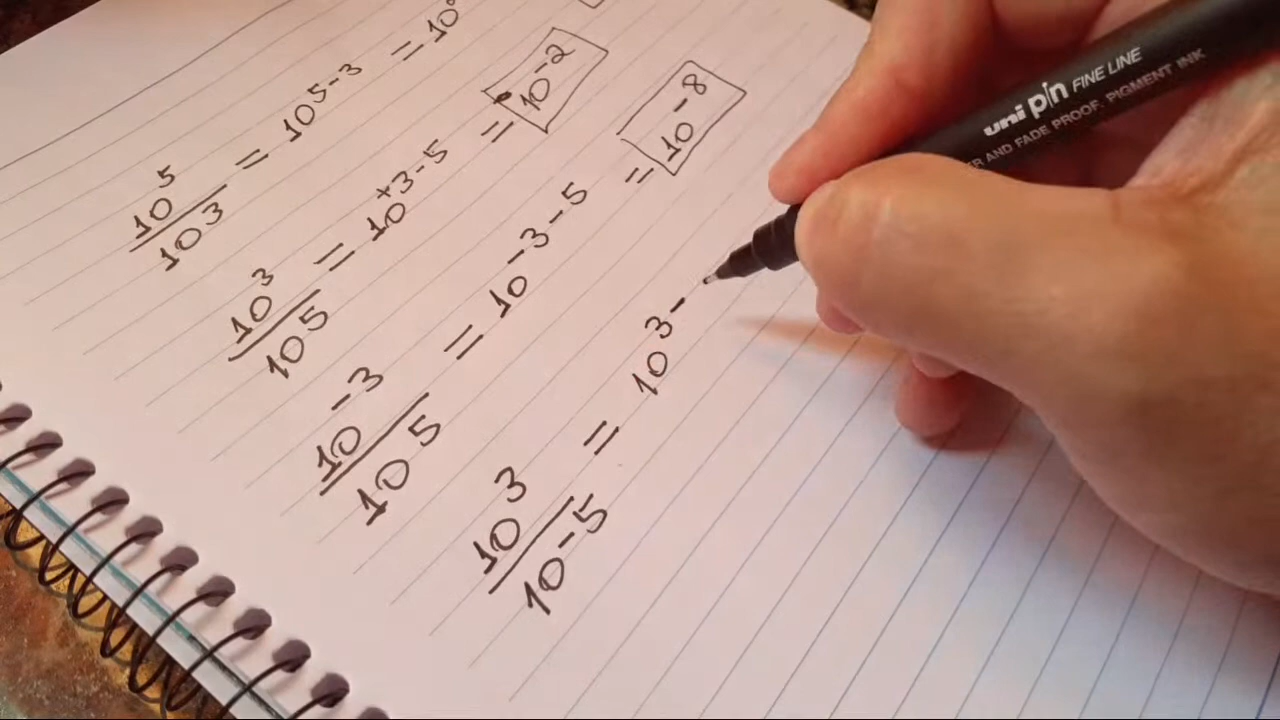 10^5/10^3 = 10^5-3 = 10
10^3/10^5 = 10^+3-5 = 10^-2
10^-3/10^5 = 10^-3-5 = 10^-8
10^3/10^-5 = 10^3-
uni pin FINE LINE
AND FADE PROOF. PIGMENT INK